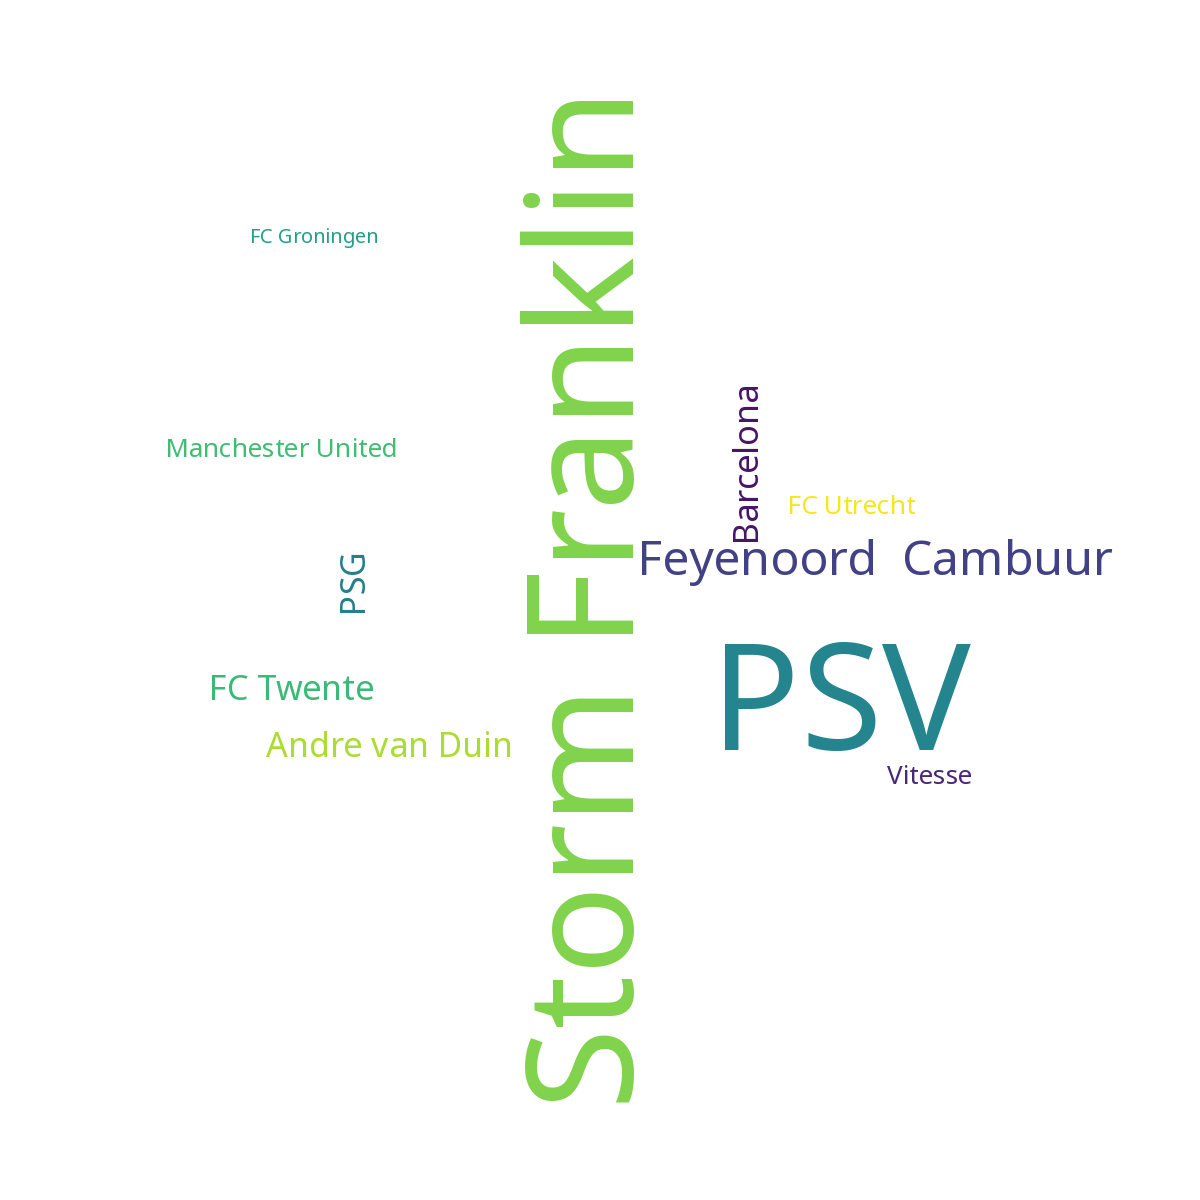 FC Groningen
Storm Franklin
Manchester United
Barcelona
FC Utrecht
Feyenoord Cambuur
PSG
PSV
FC Twente
Andre van Duin
Vitesse